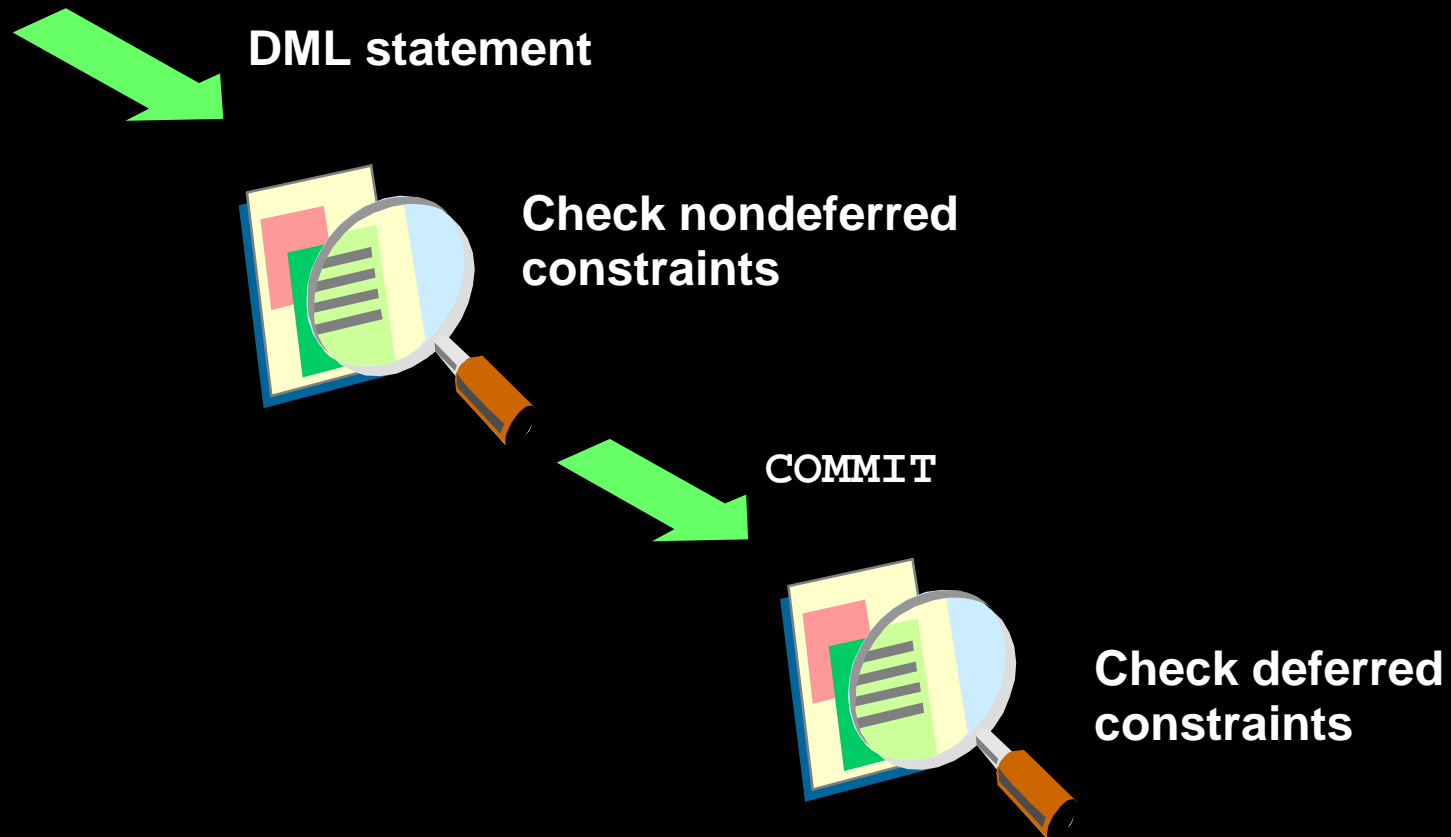 DML statement
Check nondeferred
constraints
COMMIT
Check deferred
constraints